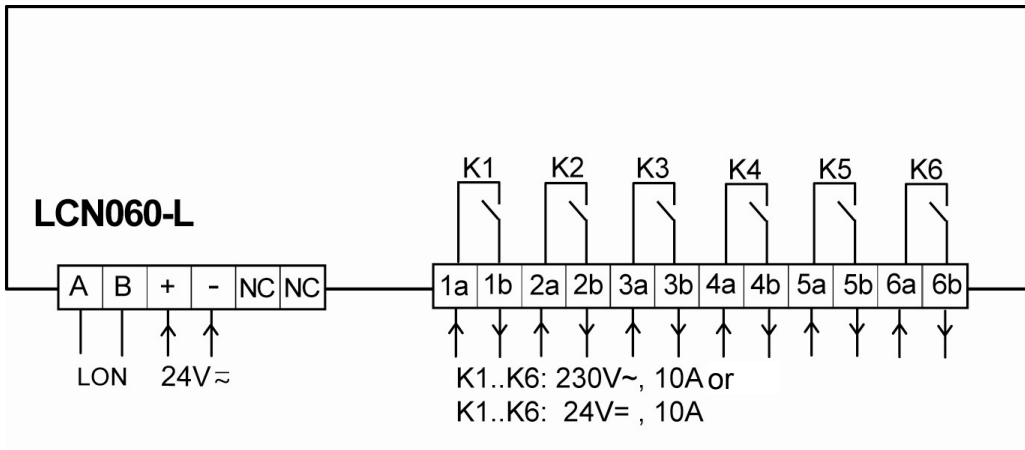 K1 K2 K3 K4 K5 K6
LCN060-L
A B + - NC NC 1a 1b 2a 2b 3a 3b 4a 4b 5a 5b 6a 6b
LON 24V⎓~
K1..K6: 230V~, 10A or
K1..K6: 24V= , 10A